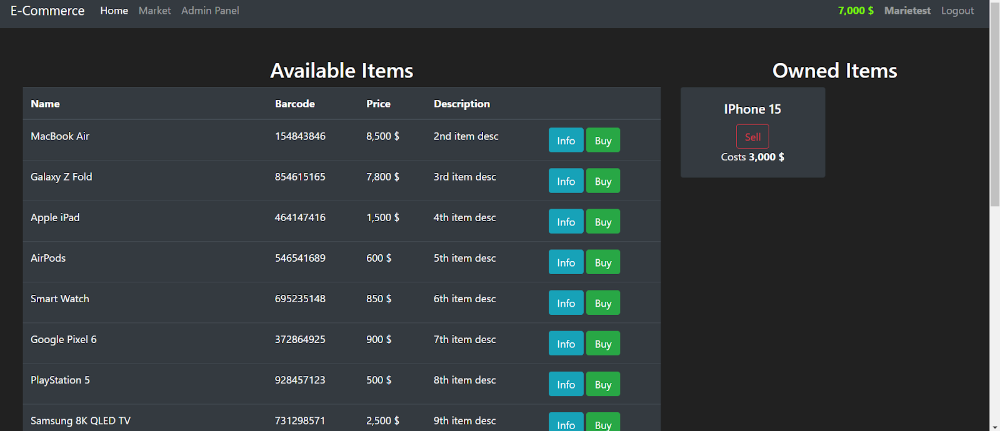 E-Commerce Home Market Admin Panel 7,000 $ Marietest Logout
Available Items
Name Barcode Price Description
MacBook Air 154843846 8,500 $ 2nd item desc Info Buy
Galaxy Z Fold 854615165 7,800 $ 3rd item desc Info Buy
Apple iPad 464147416 1,500 $ 4th item desc Info Buy
AirPods 546541689 600 $ 5th item desc Info Buy
Smart Watch 695235148 850 $ 6th item desc Info Buy
Google Pixel 6 372864925 900 $ 7th item desc Info Buy
PlayStation 5 928457123 500 $ 8th item desc Info Buy
Samsung 8K QLED TV 731298571 2,500 $ 9th item desc Info Buy
Owned Items
IPhone 15
Sell
Costs 3,000 $